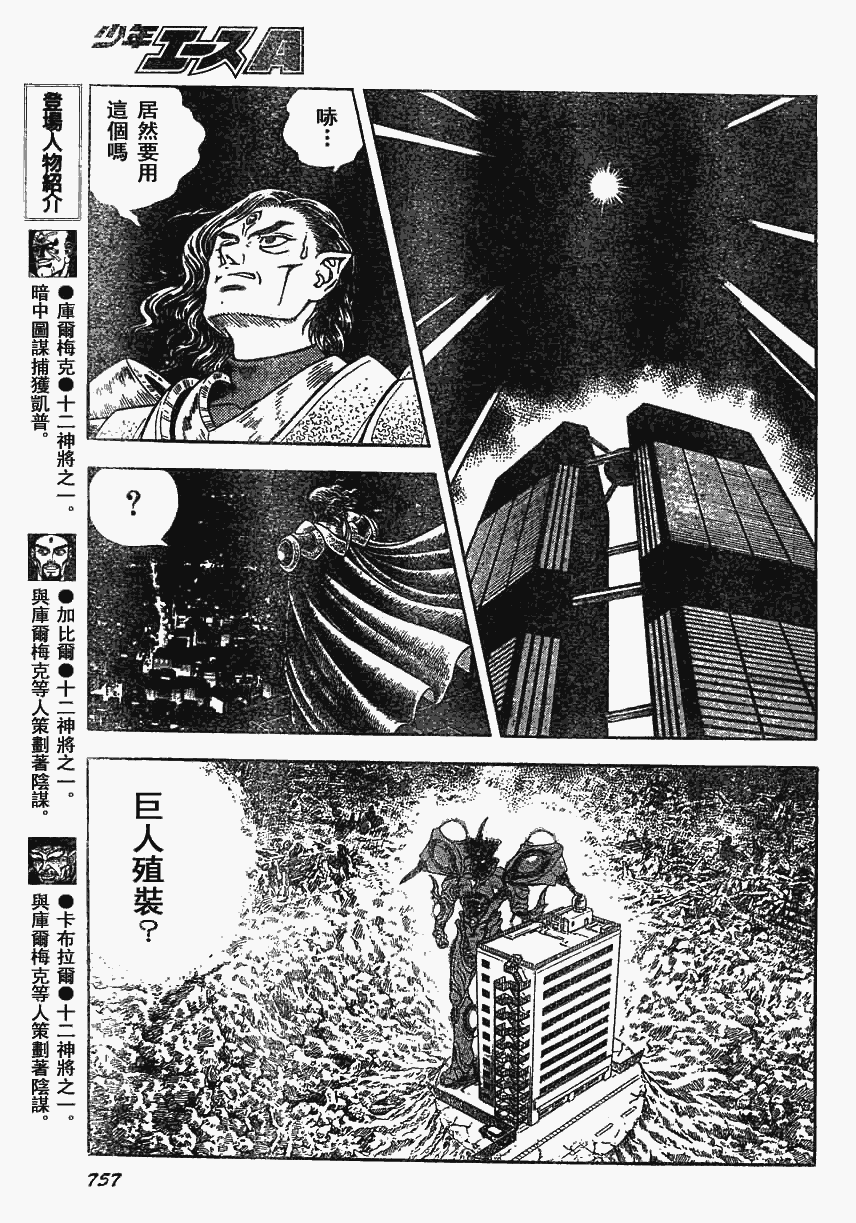 少年エースA
哧…
居然要用
這個嗎
？
巨人殖裝？
登場人物紹介
●庫爾梅克●十二神將之一。
暗中圖謀捕獲凱普。
●加比爾●十二神將之一。
與庫爾梅克等人策劃著陰謀。
●卡布拉爾●十二神將之一。
與庫爾梅克等人策劃著陰謀。
757